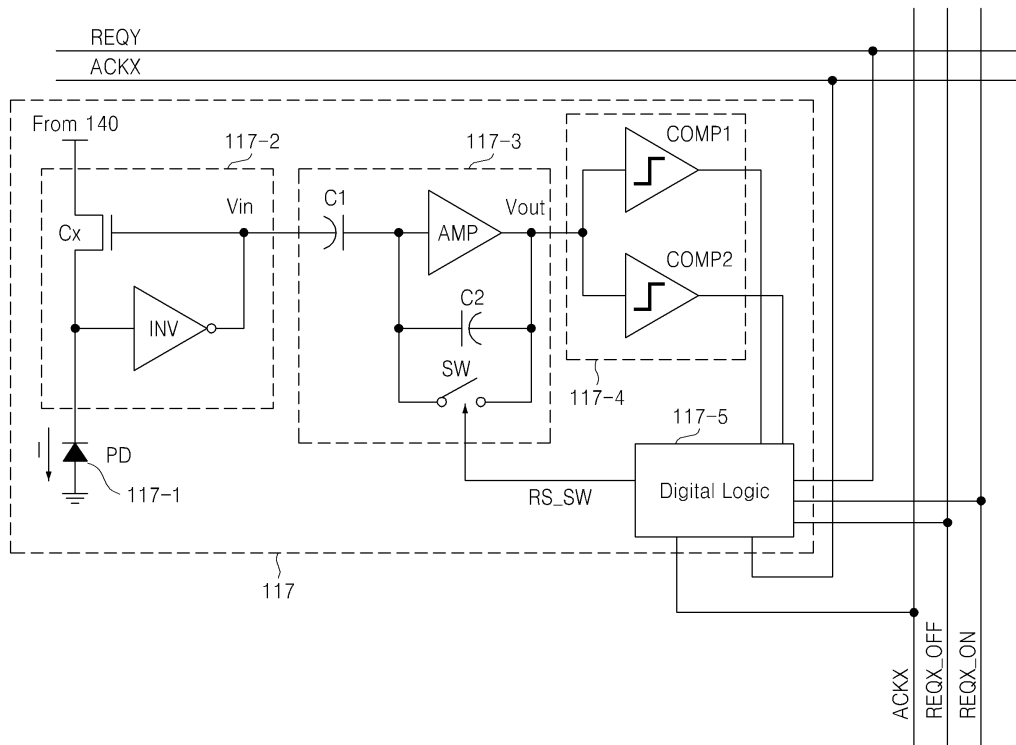 REQY
ACKX
From 140
117-2
117-3
COMP1
C1
Vin
Vout
Cx
AMP
COMP2
C2
INV
SW
117-4
117-5
I
PD
117-1
RS_SW
Digital Logic
117
ACKX
REQX_OFF
REQX_ON